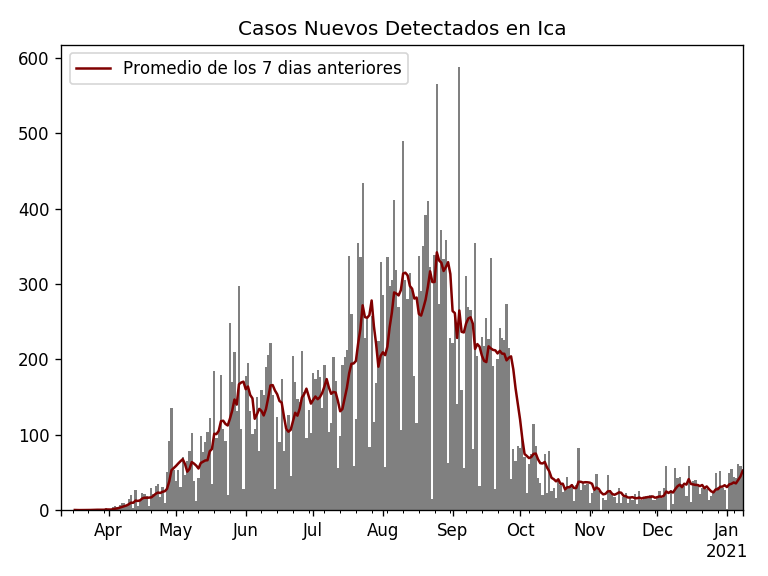 Casos Nuevos Detectados en Ica
Promedio de los 7 dias anteriores
600
500
400
300
200
100
0
Apr May Jun Jul Aug Sep Oct Nov Dec Jan
2021